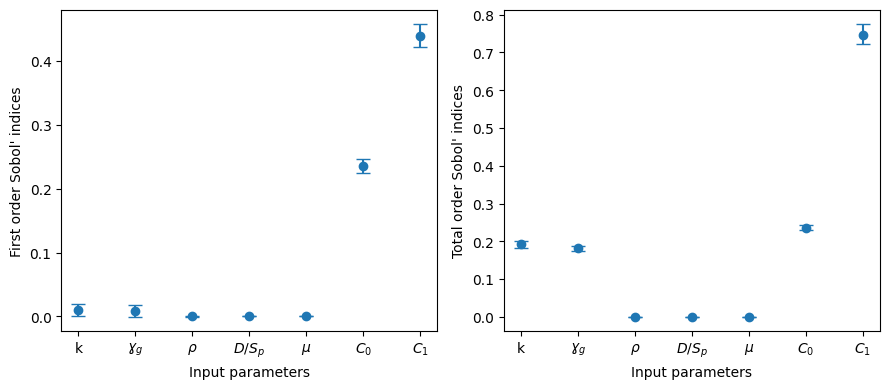 First order Sobol' indices
0.4
0.3
0.2
0.1
0.0
k ɣg ρ D/Sp μ C0 C1
Input parameters
Total order Sobol' indices
0.8
0.7
0.6
0.5
0.4
0.3
0.2
0.1
0.0
k ɣg ρ D/Sp μ C0 C1
Input parameters